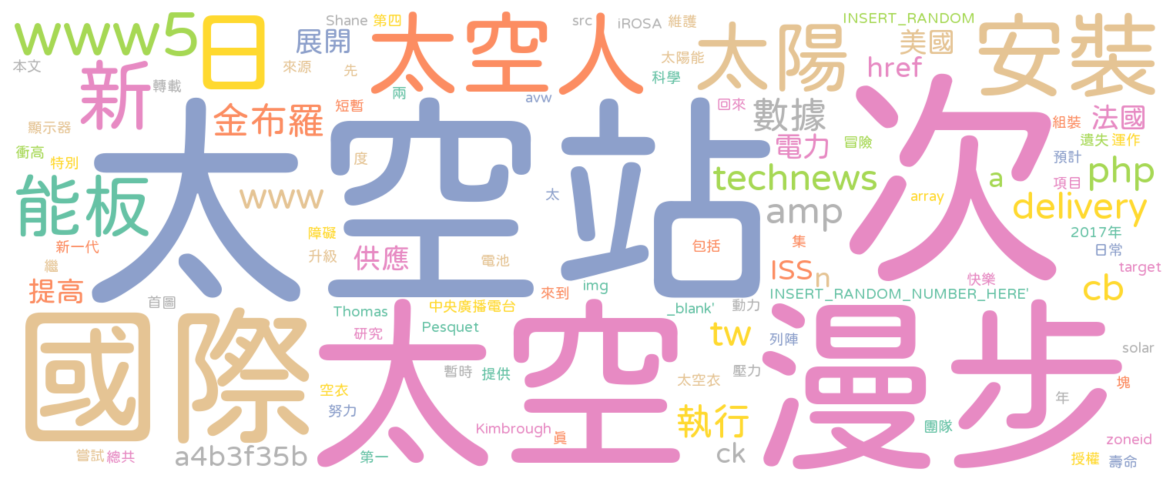 www5
日
本文
新
轉載
來源
先
展開
Shane
第四
太空人
src
iROSA
維護
太陽能
科學
太陽
INSERT_RANDOM
美國
href
安裝
兩
avw
短暫
金布羅
顯示器
衝高
特別
能板
www
度
太空站
太
回來
數據
電力
冒險
technews
amp
次
組裝
法國
遺失
運作
預計
項目
php
a
array
delivery
2017年
日常
target
新一代
繼
提高
首圖
障礙
升級
供應
電池
包括
集
ISS
n
快樂
cb
來到
img
INSERT_RANDOM_NUMBER_HERE'
中央廣播電台
Thomas
Pesquet
研究
_blank'
動力
tw
列陣
solar
國際
太空漫步
暫時
提供
太空衣
壓力
塊
空衣
努力
年
執行
團隊
Kimbrough
真
嘗試
總共
a4b3f35b
第一
ck
zoneid
授權
壽命